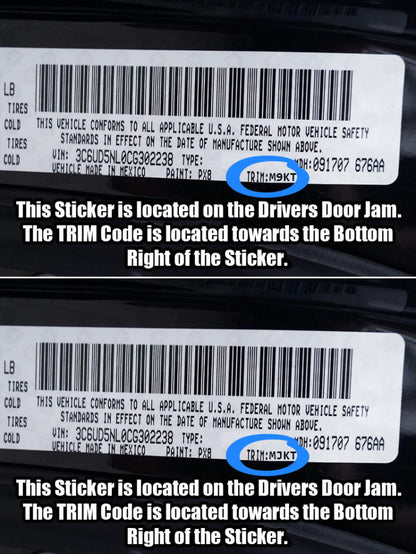 LB
TIRES
COLD
TIRES
COLD
THIS VEHICLE CONFORMS TO ALL APPLICABLE U.S.A. FEDERAL MOTOR VEHICLE SAFETY
STANDARDS IN EFFECT ON THE DATE OF MANUFACTURE SHOWN ABOVE.
VIN: 3C6UD5NL0CG302238 TYPE:
MDH:091707 676AA
VEHICLE MADE IN MEXICO PAINT: PX8 TRIM:M9KT
This Sticker is located on the Drivers Door Jam.
The TRIM Code is located towards the Bottom
Right of the Sticker.
LB
TIRES
COLD
TIRES
COLD
THIS VEHICLE CONFORMS TO ALL APPLICABLE U.S.A. FEDERAL MOTOR VEHICLE SAFETY
STANDARDS IN EFFECT ON THE DATE OF MANUFACTURE SHOWN ABOVE.
VIN: 3C6UD5NL0CG302238 TYPE:
MDH:091707 676AA
VEHICLE MADE IN MEXICO PAINT: PX8 TRIM:MJKT
This Sticker is located on the Drivers Door Jam.
The TRIM Code is located towards the Bottom
Right of the Sticker.